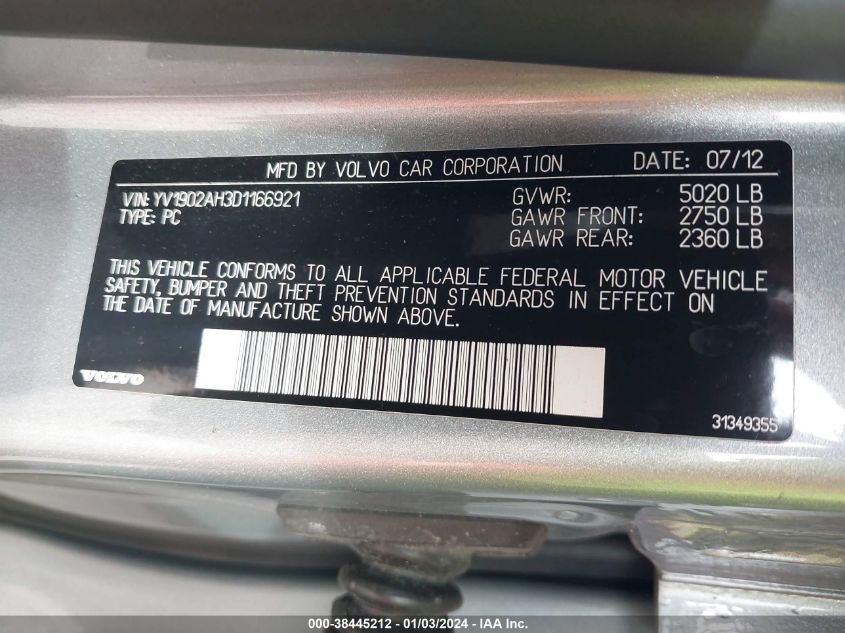 MFD BY VOLVO CAR CORPORATION DATE: 07/12
VIN: YV1902AH3D1166921 GVWR: 5020 LB
TYPE: PC GAWR FRONT: 2750 LB
GAWR REAR: 2360 LB
THIS VEHICLE CONFORMS TO ALL APPLICABLE FEDERAL MOTOR VEHICLE
SAFETY, BUMPER AND THEFT PREVENTION STANDARDS IN EFFECT ON
THE DATE OF MANUFACTURE SHOWN ABOVE.
VOLVO
31349355
000-38445212 - 01/03/2024 - IAA Inc.